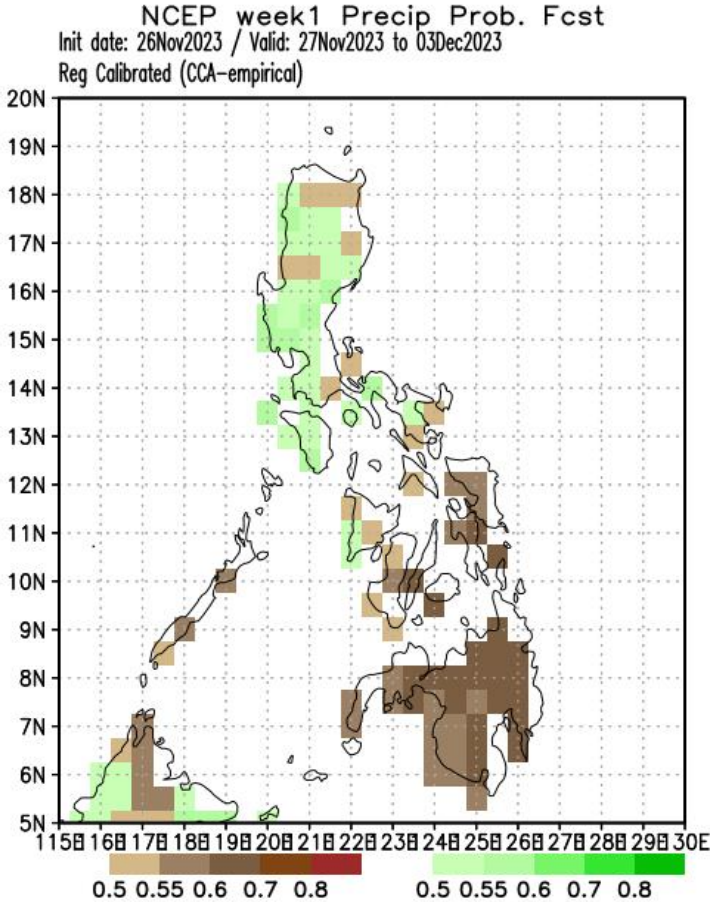 NCEP week1 Precip Prob. Fcst
Init date: 26Nov2023 / Valid: 27Nov2023 to 03Dec2023
Reg Calibrated (CCA-empirical)
20N
19N
18N
17N
16N
15N
14N
13N
12N
11N
10N
9N
8N
7N
6N
5N
115E 116E 117E 118E 119E 120E 121E 122E 123E 124E 125E 126E 127E 128E 129E 130E
0.5 0.55 0.6 0.7 0.8 0.5 0.55 0.6 0.7 0.8